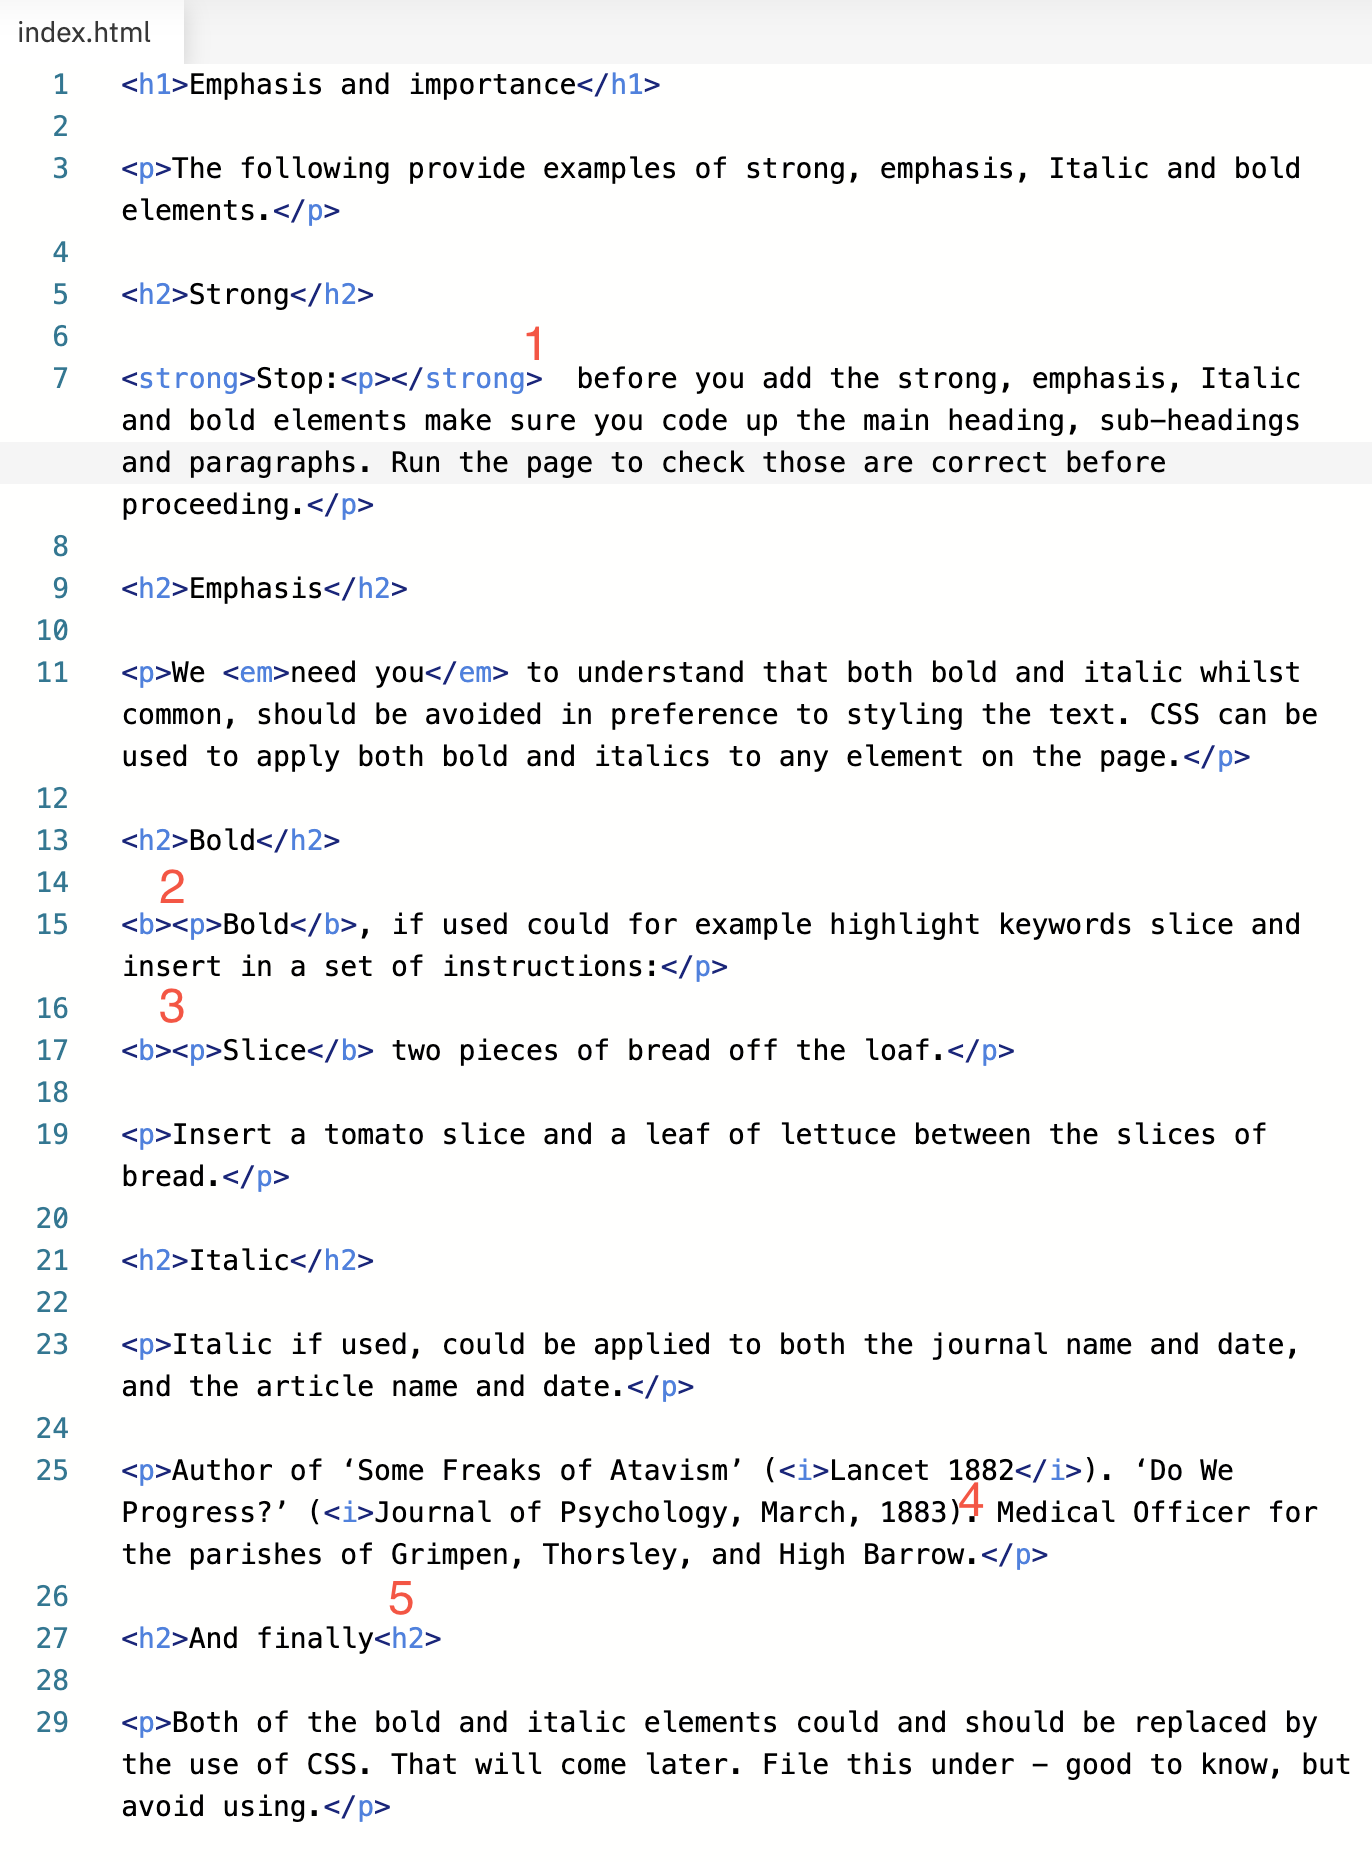 index.html
1 <h1>Emphasis and importance</h1>
2
3 <p>The following provide examples of strong, emphasis, Italic and bold
elements.</p>
4
5 <h2>Strong</h2>
6
1
7 <strong>Stop:<p></strong>  before you add the strong, emphasis, Italic
and bold elements make sure you code up the main heading, sub-headings
and paragraphs. Run the page to check those are correct before
proceeding.</p>
8
9 <h2>Emphasis</h2>
10
11 <p>We <em>need you</em> to understand that both bold and italic whilst
common, should be avoided in preference to styling the text. CSS can be
used to apply both bold and italics to any element on the page.</p>
12
13 <h2>Bold</h2>
14
2
15 <b><p>Bold</b>, if used could for example highlight keywords slice and
insert in a set of instructions:</p>
16
3
17 <b><p>Slice</b> two pieces of bread off the loaf.</p>
18
19 <p>Insert a tomato slice and a leaf of lettuce between the slices of
bread.</p>
20
21 <h2>Italic</h2>
22
23 <p>Italic if used, could be applied to both the journal name and date,
and the article name and date.</p>
24
25 <p>Author of ‘Some Freaks of Atavism’ (<i>Lancet 1882</i>). ‘Do We
4
Progress?’ (<i>Journal of Psychology, March, 1883). Medical Officer for
the parishes of Grimpen, Thorsley, and High Barrow.</p>
26
5
27 <h2>And finally<h2>
28
29 <p>Both of the bold and italic elements could and should be replaced by
the use of CSS. That will come later. File this under – good to know, but
avoid using.</p>